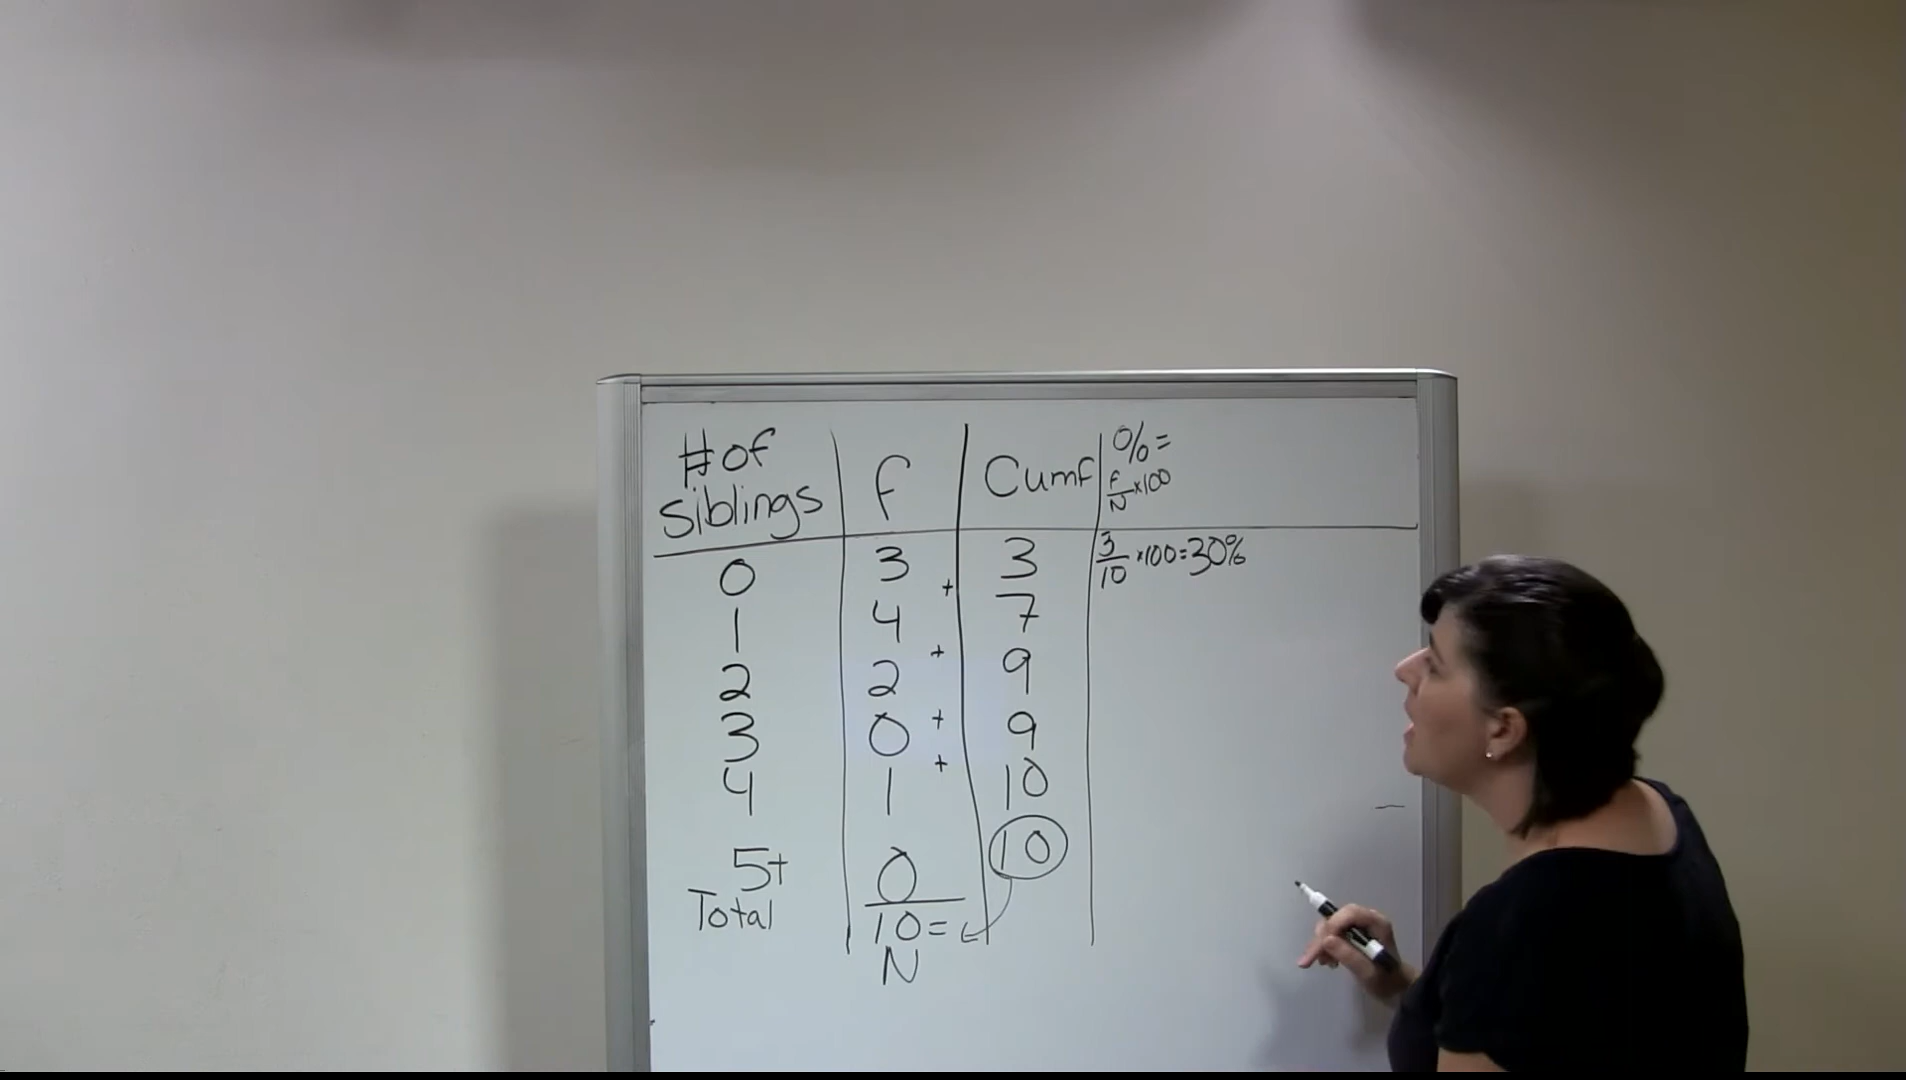 # of siblings | f | Cumf | %= f/N ×100
0 | 3 | 3 | 3/10 ×100=30%
+
1 | 4 | 7
+
2 | 2 | 9
+
3 | 0 | 9
+
4 | 1 | 10
5+ | 0 | 10
Total | 10=
N